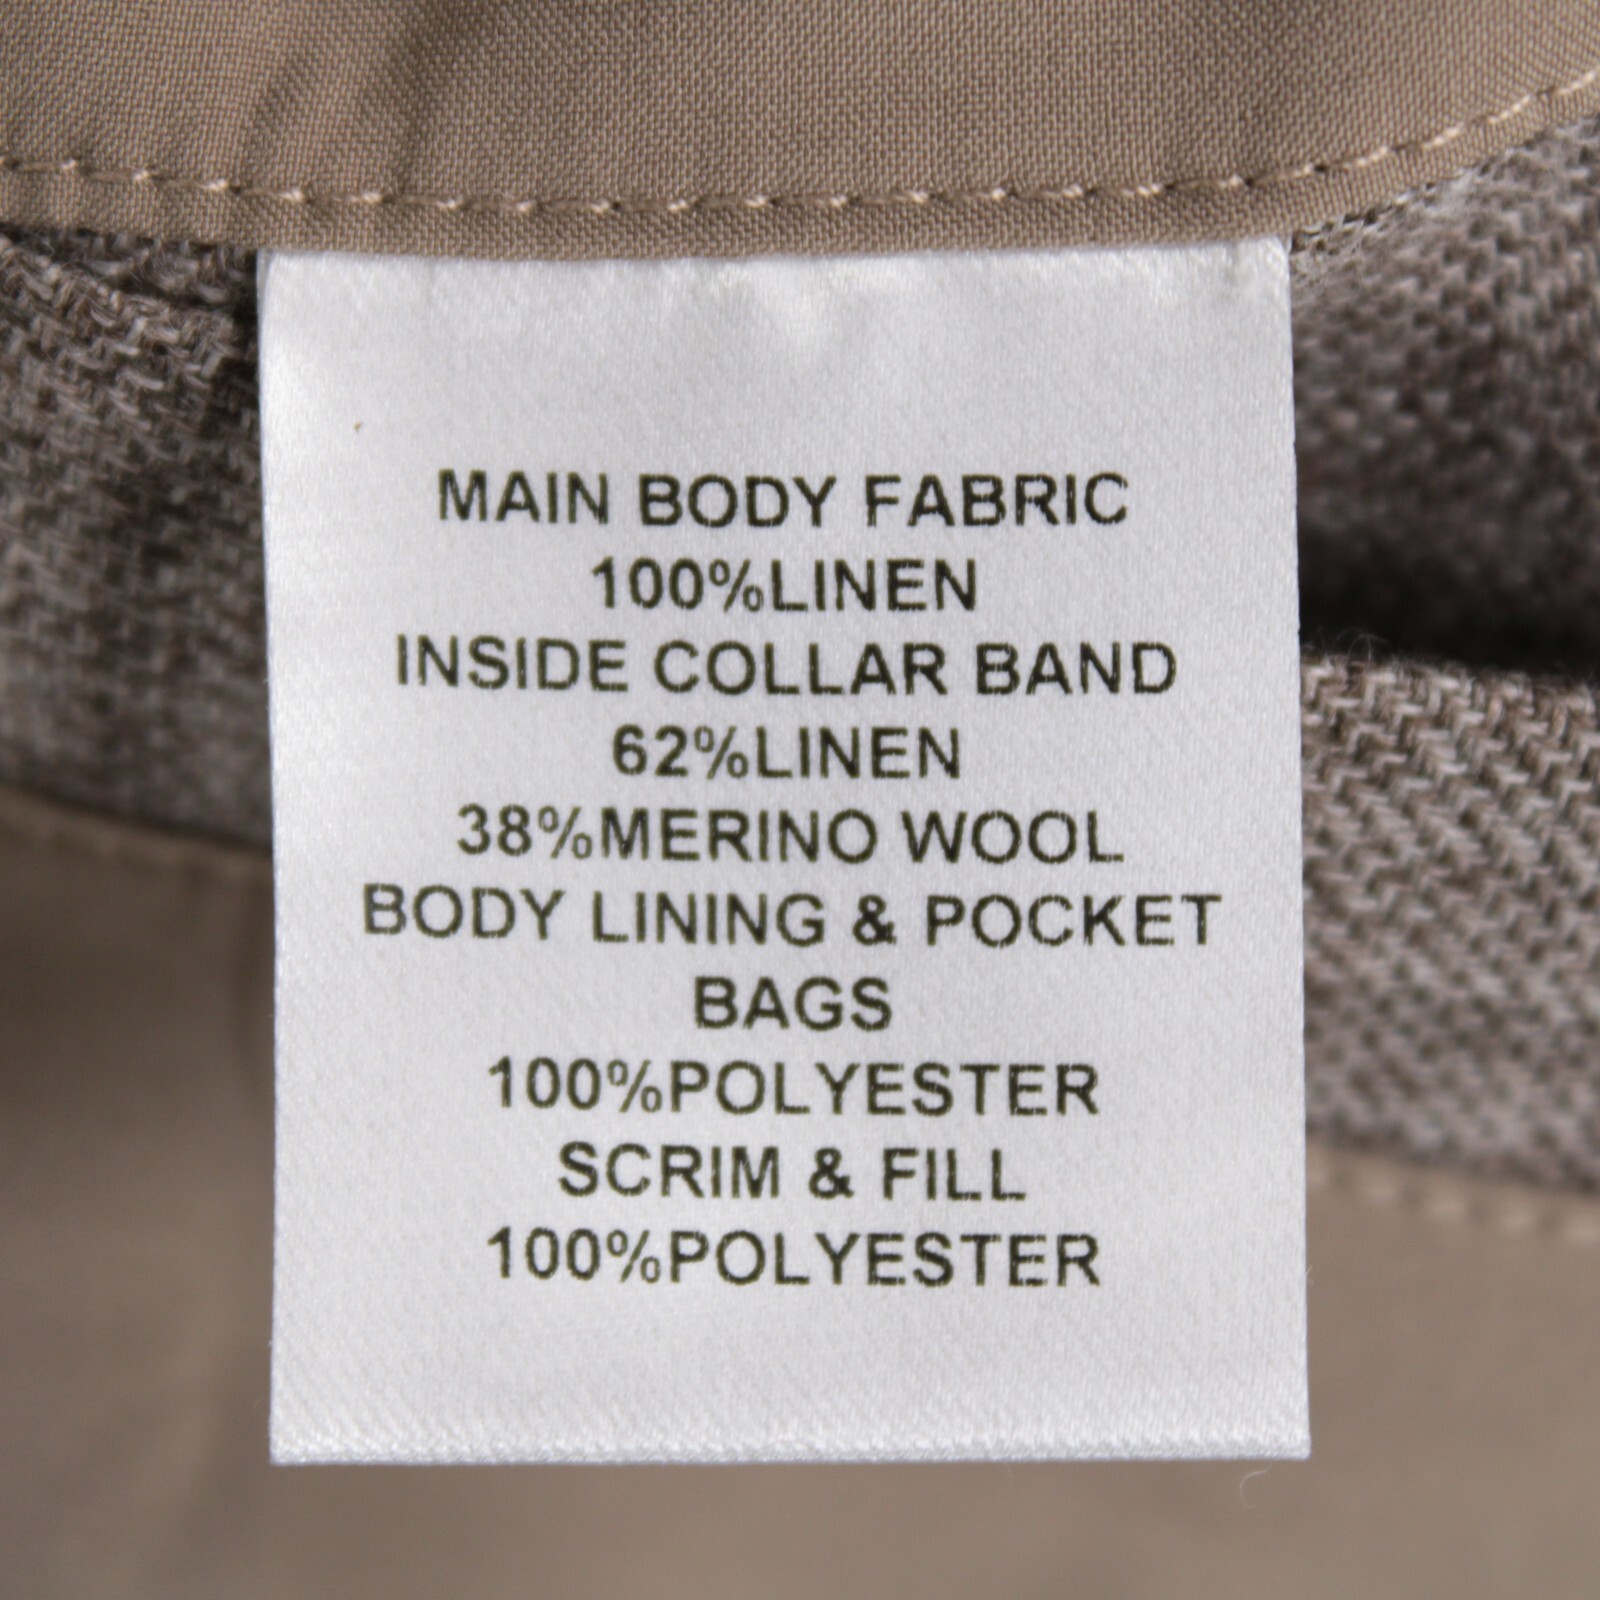 MAIN BODY FABRIC
100%LINEN
INSIDE COLLAR BAND
62%LINEN
38%MERINO WOOL
BODY LINING & POCKET
BAGS
100%POLYESTER
SCRIM & FILL
100%POLYESTER